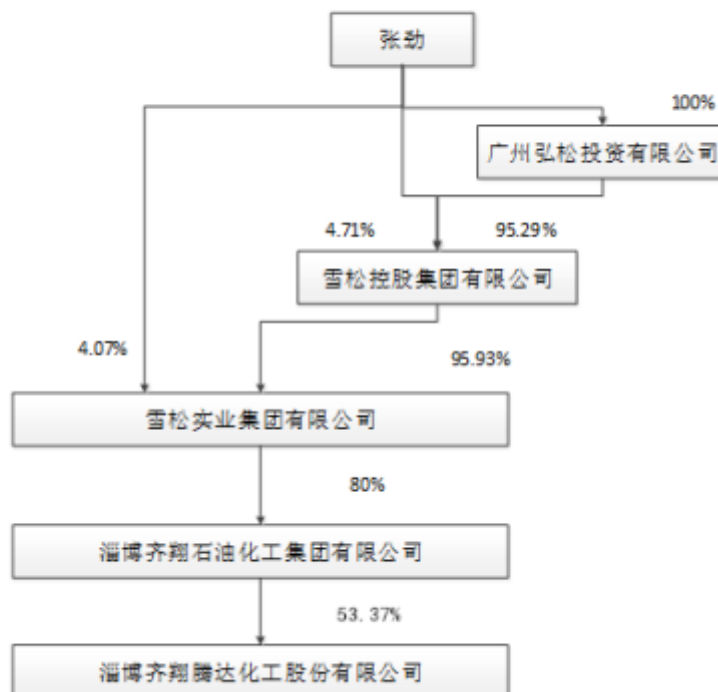 张劲
100%
广州弘松投资有限公司
4.71%
95.29%
雪松控股集团有限公司
4.07%
95.93%
雪松实业集团有限公司
80%
淄博齐翔石油化工集团有限公司
53.37%
淄博齐翔腾达化工股份有限公司